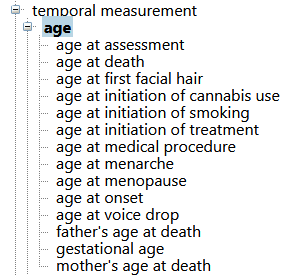 temporal measurement
age
age at assessment
age at death
age at first facial hair
age at initiation of cannabis use
age at initiation of smoking
age at initiation of treatment
age at medical procedure
age at menarche
age at menopause
age at onset
age at voice drop
father's age at death
gestational age
mother's age at death